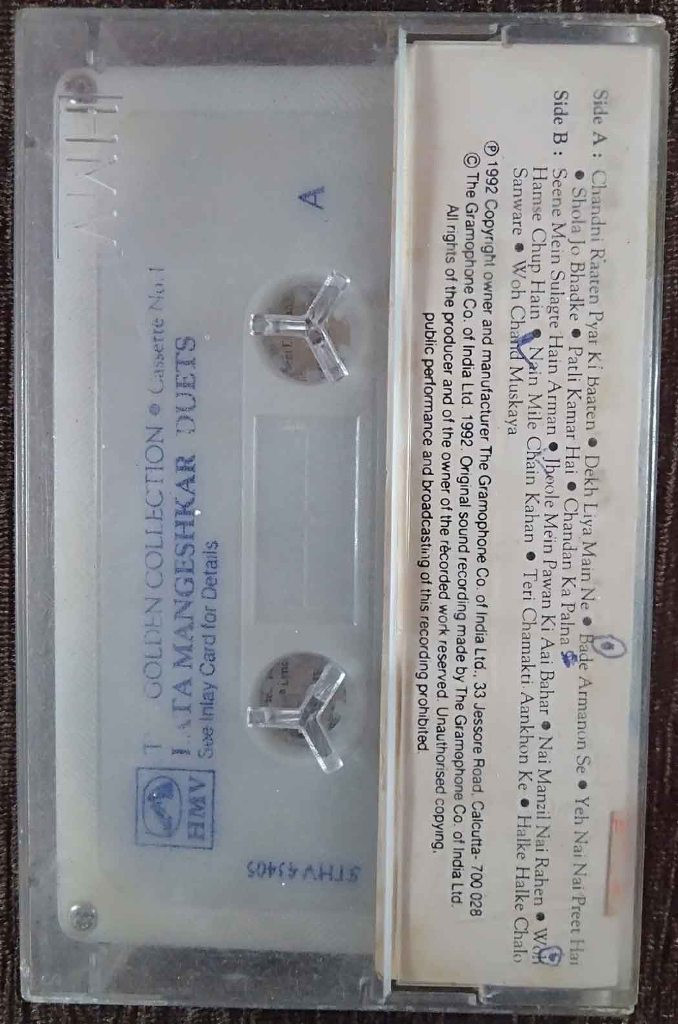 Side A : Chandni Raaten Pyar Ki Baaten • Dekh Liya Main Ne • Bade Armanon Se • Yeh Nai Nai Preet Hai
• Shola Jo Bhadke • Patli Kamar Hai • Chandan Ka Palna
Side B : Seene Mein Sulagte Hain Arman • Jhoole Mein Pawan Ki Aai Bahar • Nai Manzil Nai Rahen • Woh
Hamse Chup Hain • Nain Mile Chain Kahan • Teri Chamakti Aankhon Ke • Halke Halke Chalo
Sanware • Woh Chand Muskaya
℗ 1992 Copyright owner and manufacturer The Gramophone Co. of India Ltd., 33 Jessore Road, Calcutta- 700 028
© The Gramophone Co. of India Ltd. 1992. Original sound recording made by The Gramophone Co. of India Ltd.
All rights of the producer and of the owner of the recorded work reserved. Unauthorised copying,
public performance and broadcasting of this recording prohibited.
HMV
A
GOLDEN COLLECTION • Cassette No. 1
LATA MANGESHKAR DUETS
See Inlay Card for Details
HMV
STHV 43405